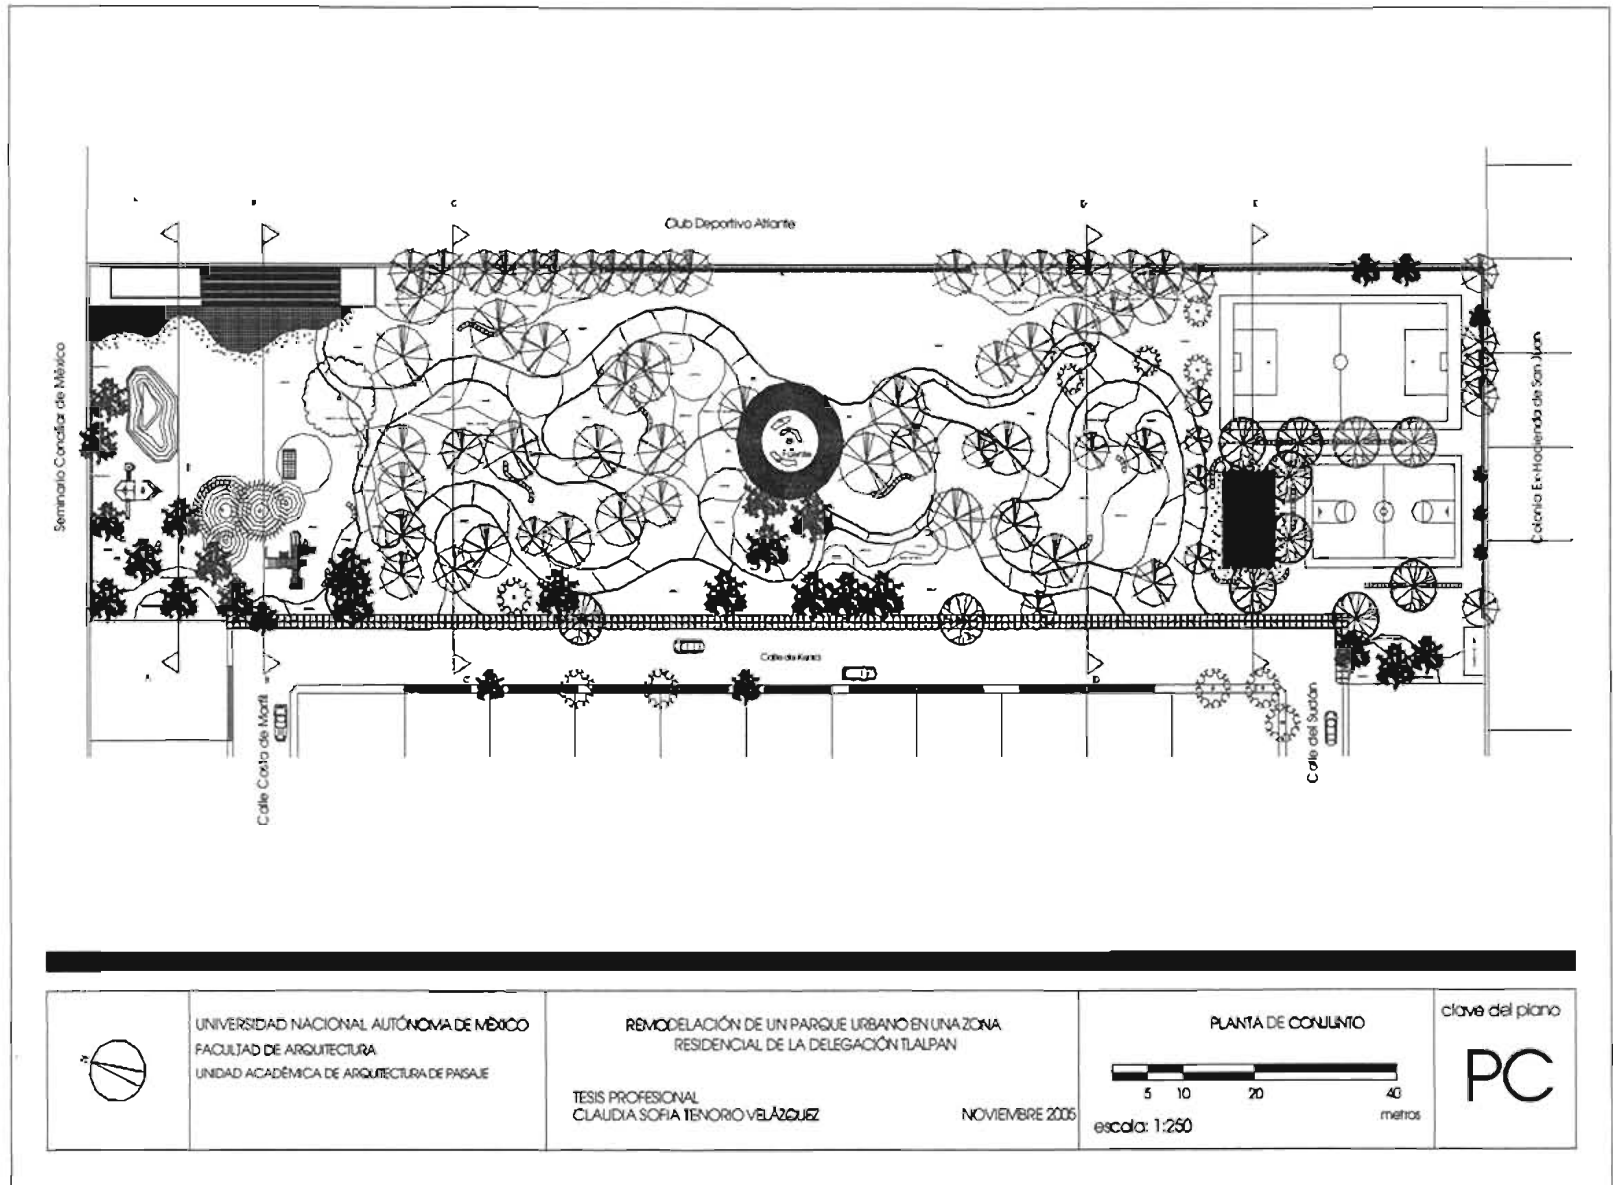 A
B
C
D
E
Club Deportivo Atlante
Seminario Conciliar de México
Colonia Ex-Hacienda de San Juan
Calle de Kenia
C
D
Calle Costa de Marfil
Calle del Sudán
N
UNIVERSIDAD NACIONAL AUTÓNOMA DE MÉXICO
FACULTAD DE ARQUITECTURA
UNIDAD ACADÉMICA DE ARQUITECTURA DE PAISAJE
REMODELACIÓN DE UN PARQUE URBANO EN UNA ZONA
RESIDENCIAL DE LA DELEGACIÓN TLALPAN
TESIS PROFESIONAL
CLAUDIA SOFIA TENORIO VELÁZQUEZ
NOVIEMBRE 2005
PLANTA DE CONJUNTO
5 10 20 40
metros
escala: 1:250
clave del plano
PC